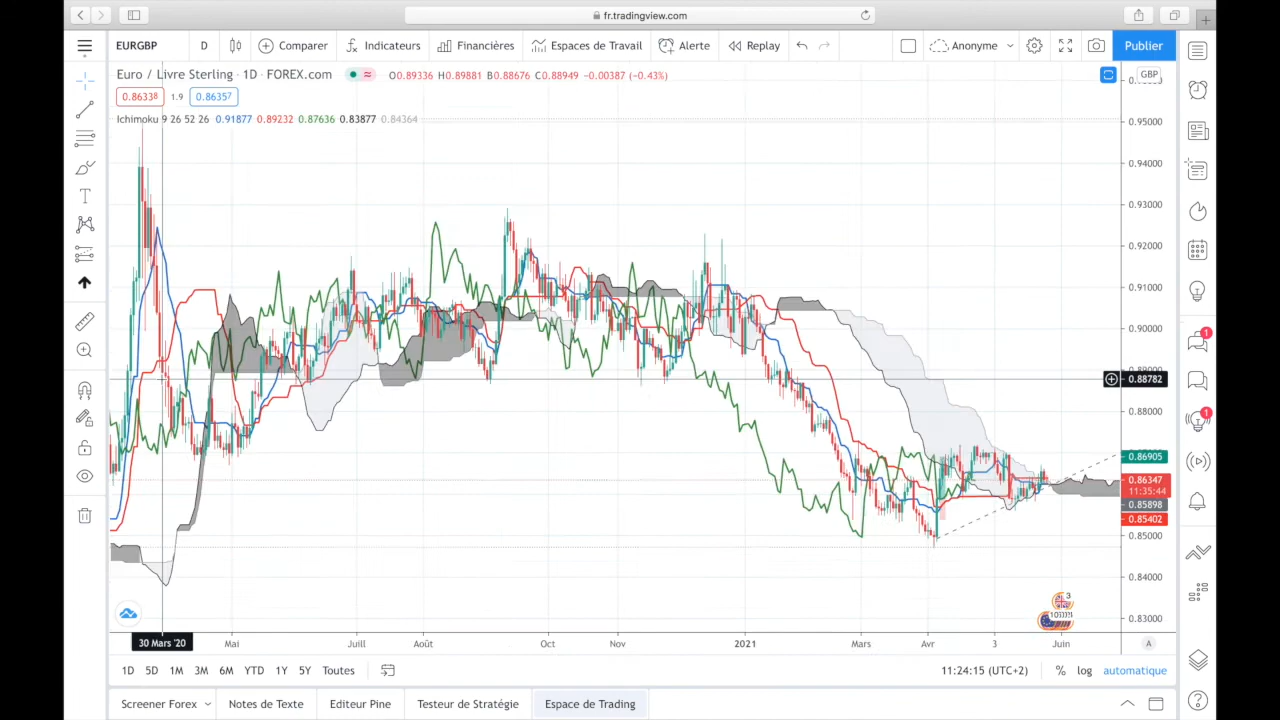 fr.tradingview.com
EURGBP D Comparer Indicateurs Financières Espaces de Travail Alerte Replay Anonyme Publier
Euro / Livre Sterling · 1D · FOREX.com O0.89336 H0.89881 B0.88676 C0.88949 −0.00387 (−0.43%)
GBP
0.86338 1.9 0.86357
Ichimoku 9 26 52 26 0.91877 0.89232 0.87636 0.83877 0.84364
0.95000
0.94000
0.93000
0.92000
0.91000
0.90000
0.88782
0.88000
0.86905
0.86347
11:35:44
0.85898
0.85402
0.85000
0.84000
0.83000
1
1
3
30 Mars '20 Mai Juill Août Oct Nov 2021 Mars Avr 3 Juin A
1D 5D 1M 3M 6M YTD 1Y 5Y Toutes 11:24:15 (UTC+2) % log automatique
Screener Forex Notes de Texte Editeur Pine Testeur de Stratégie Espace de Trading